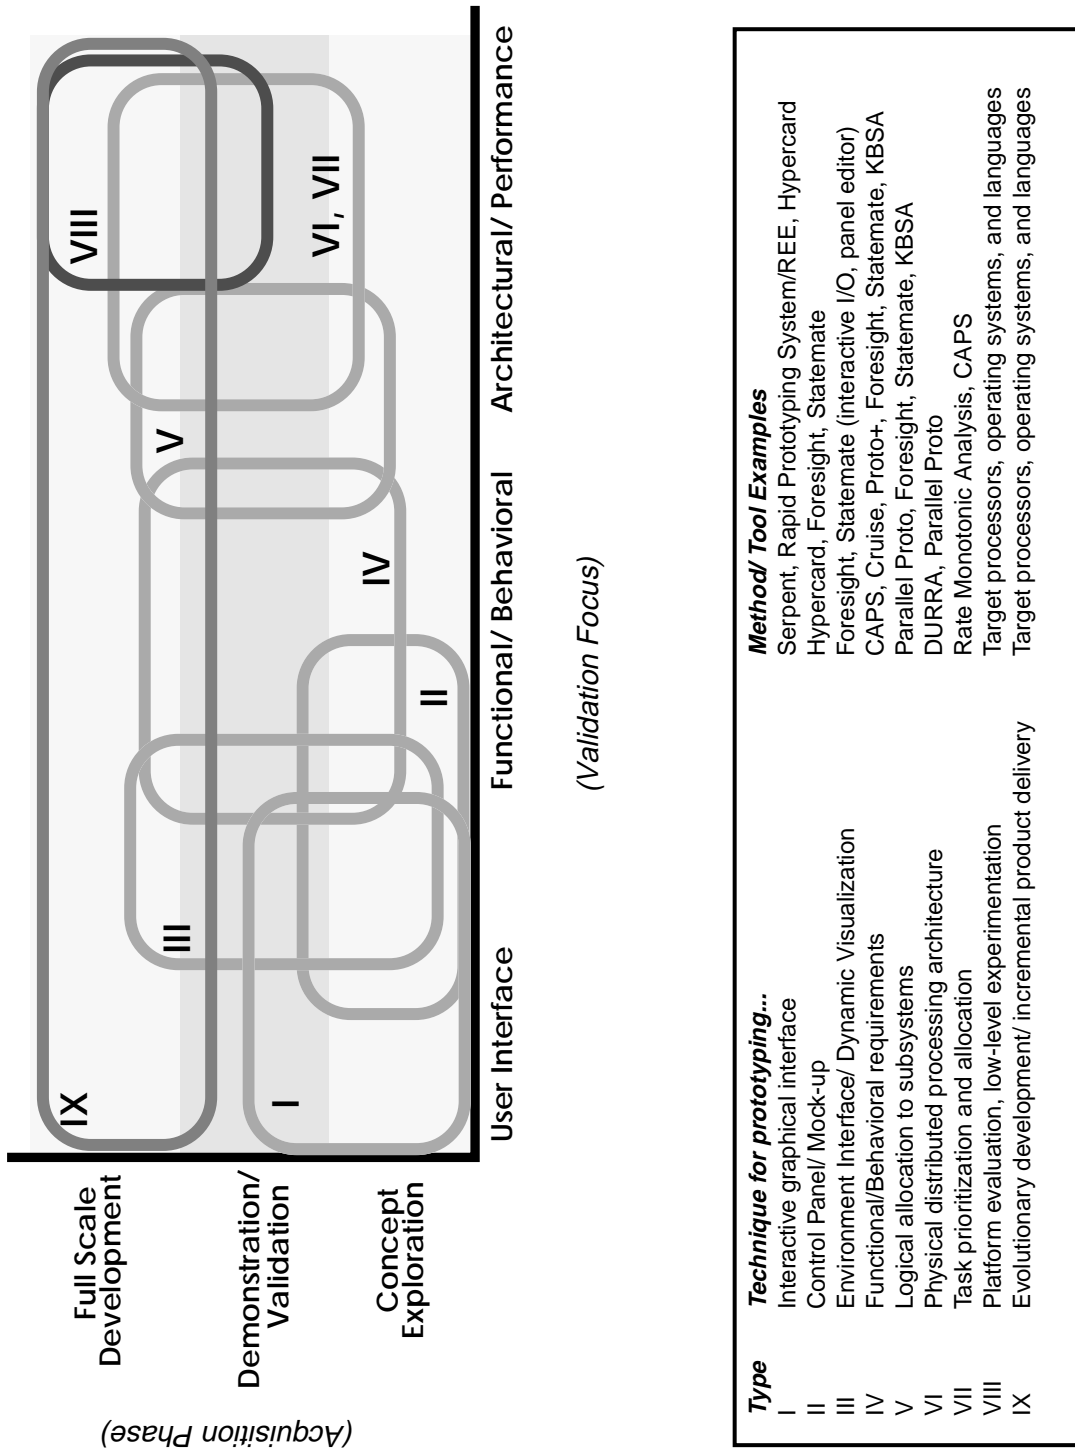 (Acquisition Phase)
Full Scale
Development
Demonstration/
Validation
Concept
Exploration
IX
VIII
V
III
I
VI, VII
IV
II
User Interface
Functional/ Behavioral
Architectural/ Performance
(Validation Focus)
Type Technique for prototyping... Method/ Tool Examples
I Interactive graphical interface Serpent, Rapid Prototyping System/REE, Hypercard
II Control Panel/ Mock-up Hypercard, Foresight, Statemate
III Environment Interface/ Dynamic Visualization Foresight, Statemate (interactive I/O, panel editor)
IV Functional/Behavioral requirements CAPS, Cruise, Proto+, Foresight, Statemate, KBSA
V Logical allocation to subsystems Parallel Proto, Foresight, Statemate, KBSA
VI Physical distributed processing architecture DURRA, Parallel Proto
VII Task prioritization and allocation Rate Monotonic Analysis, CAPS
VIII Platform evaluation, low-level experimentation Target processors, operating systems, and languages
IX Evolutionary development/ incremental product delivery Target processors, operating systems, and languages